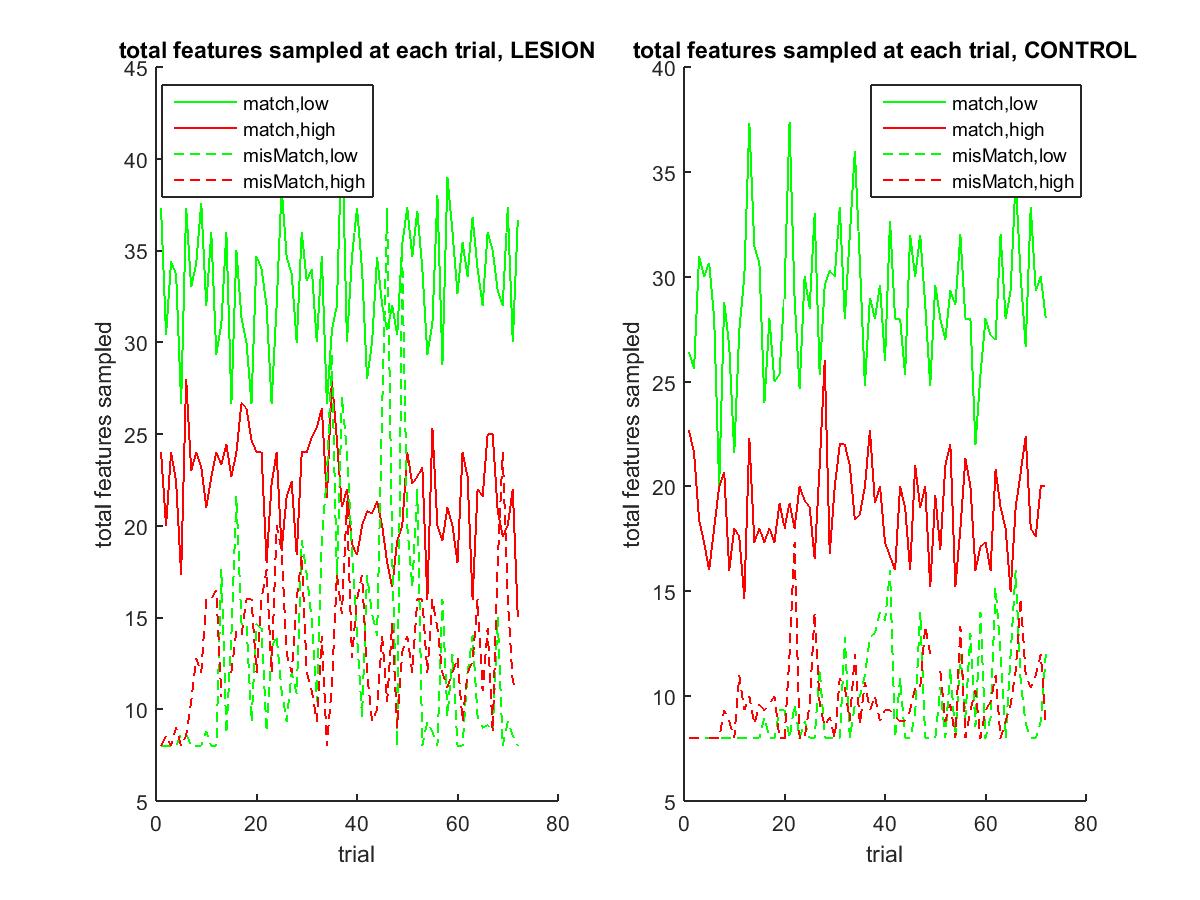 total features sampled at each trial, LESION
45
40
35
30
25
20
15
10
5
0
20
40
60
80
total features sampled
trial
match,low
match,high
misMatch,low
misMatch,high
total features sampled at each trial, CONTROL
40
35
30
25
20
15
10
5
0
20
40
60
80
total features sampled
trial
match,low
match,high
misMatch,low
misMatch,high